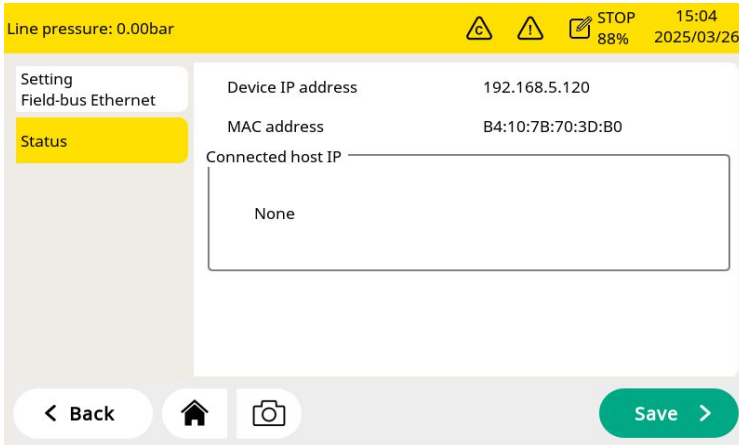 Line pressure: 0.00bar
C
!
STOP
88%
15:04
2025/03/26
Setting
Field-bus Ethernet
Status
Device IP address 192.168.5.120
MAC address B4:10:7B:70:3D:B0
Connected host IP
None
Back
Save